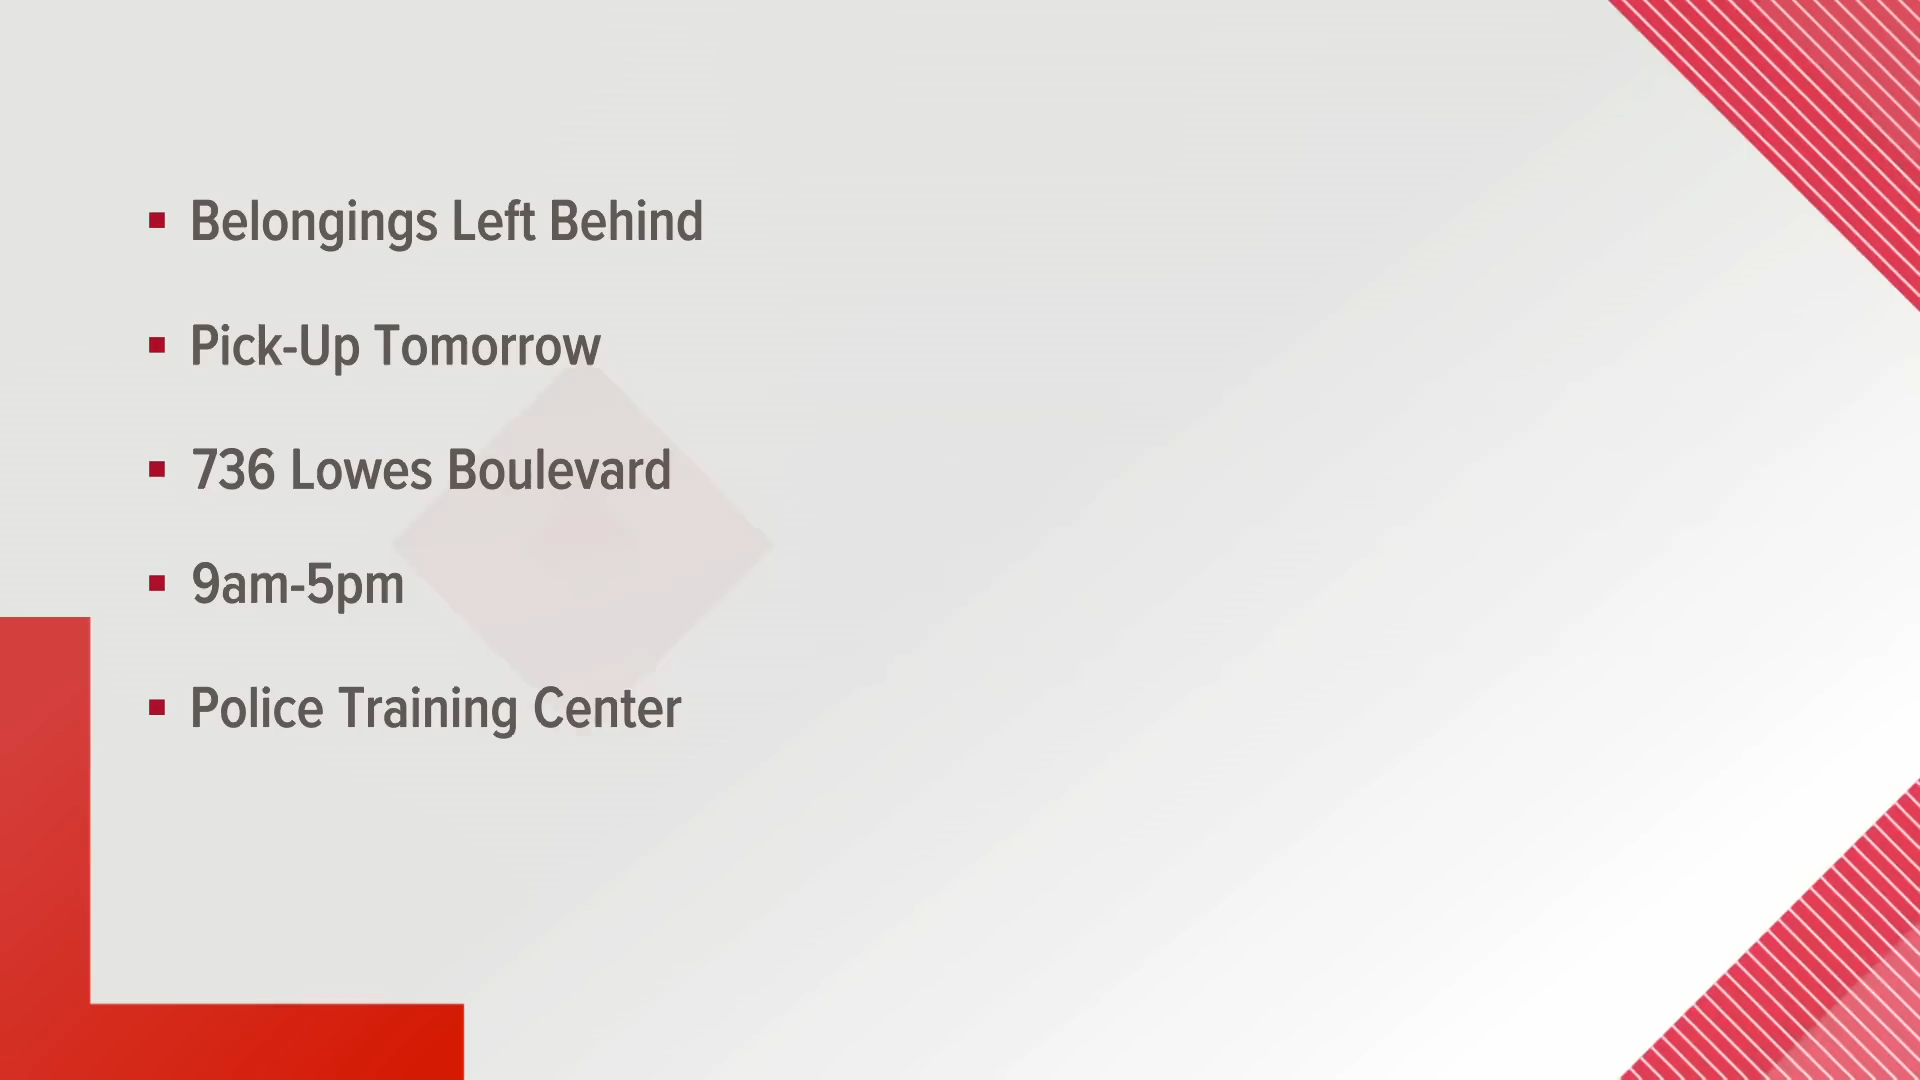 Belongings Left Behind
Pick-Up Tomorrow
736 Lowes Boulevard
9am-5pm
Police Training Center